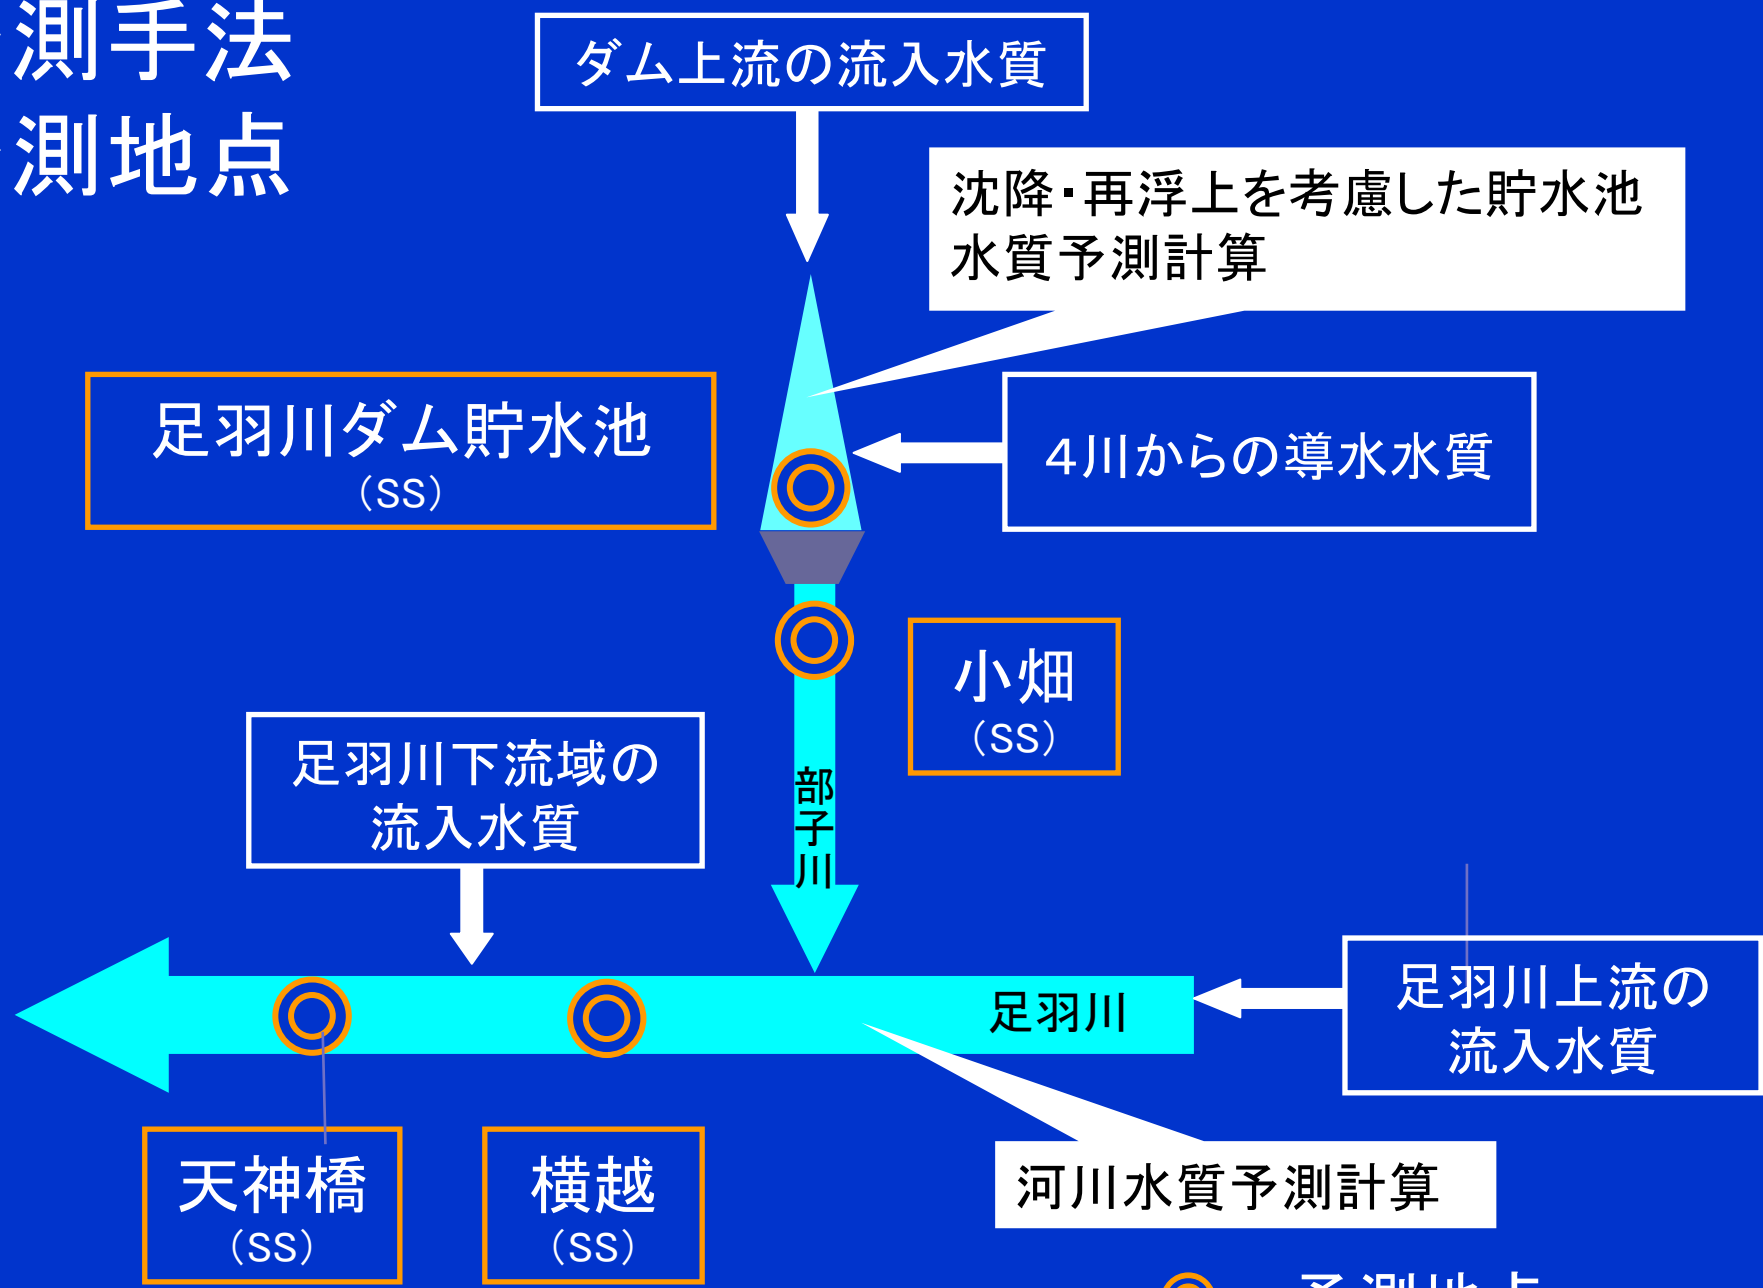 測手法
測地点
ダム上流の流入水質
沈降・再浮上を考慮した貯水池
水質予測計算
足羽川ダム貯水池
（SS）
４川からの導水水質
小畑
（SS）
部子川
足羽川下流域の
流入水質
足羽川
足羽川上流の
流入水質
天神橋
（SS）
横越
（SS）
河川水質予測計算
予測地点